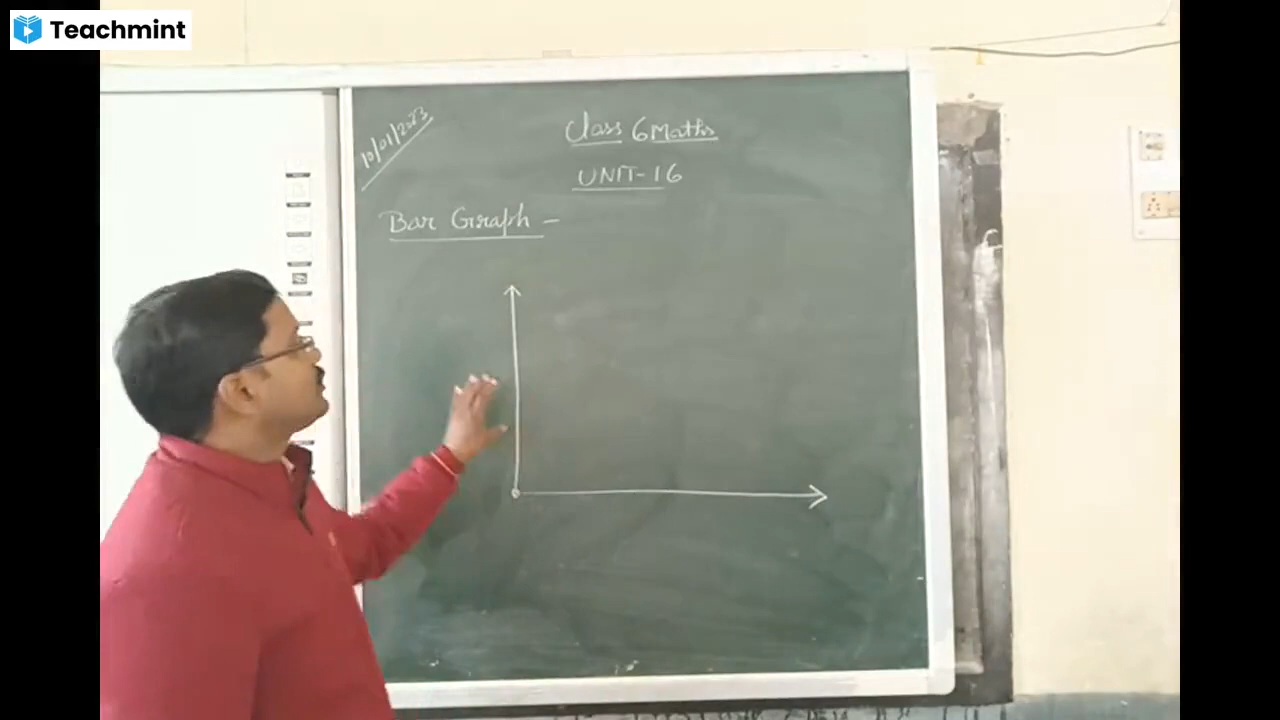 Teachmint
10/01/2023
Class 6 Maths
UNIT-16
Bar Graph -